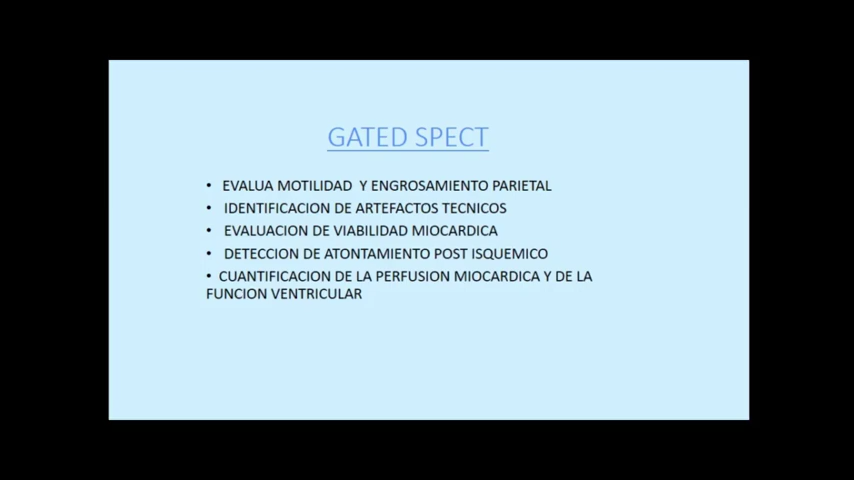 GATED SPECT
• EVALUA MOTILIDAD Y ENGROSAMIENTO PARIETAL
• IDENTIFICACION DE ARTEFACTOS TECNICOS
• EVALUACION DE VIABILIDAD MIOCARDICA
• DETECCION DE ATONTAMIENTO POST ISQUEMICO
• CUANTIFICACION DE LA PERFUSION MIOCARDICA Y DE LA
FUNCION VENTRICULAR